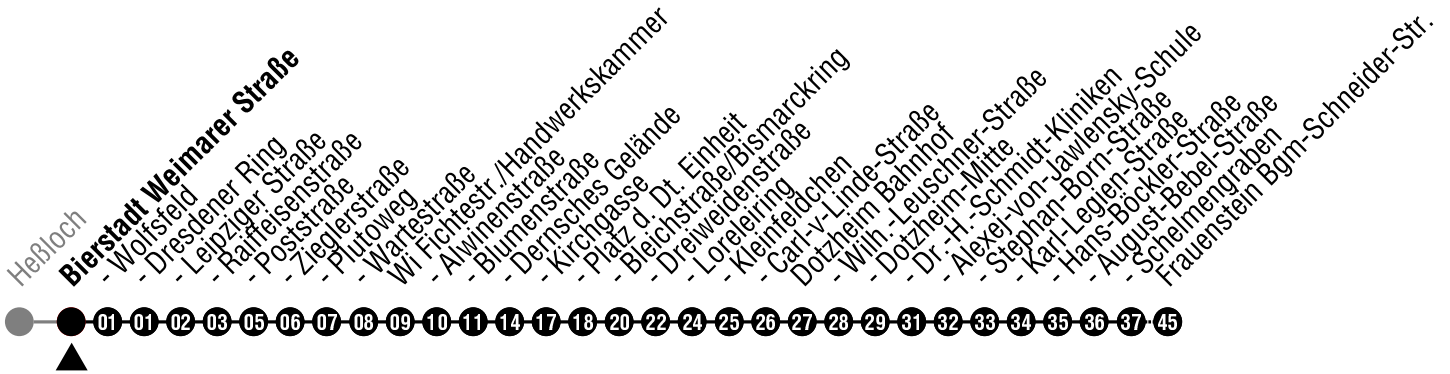 Heßloch
Bierstadt Weimarer Straße
- Wolfsfeld
- Dresdener Ring
- Leipziger Straße
- Raiffeisenstraße
- Poststraße
- Zieglerstraße
- Plutoweg
- Wartestraße
Wi Fichtestr./Handwerkskammer
- Alwinenstraße
- Blumenstraße
- Dernsches Gelände
- Kirchgasse
- Platz d. Dt. Einheit
- Bleichstraße/Bismarckring
- Dreiweidenstraße
- Loreleiring
- Kleinfeldchen
- Carl-v-Linde-Straße
Dotzheim Bahnhof
- Wilh.-Leuschner-Straße
- Dotzheim-Mitte
- Dr.-H.-Schmidt-Kliniken
- Alexej-von-Jawlensky-Schule
- Stephan-Born-Straße
- Karl-Legien-Straße
- Hans-Böckler-Straße
- August-Bebel-Straße
- Schelmengraben
Frauenstein Bgm-Schneider-Str.
01 01 02 03 05 06 07 08 09 10 11 14 17 18 20 22 24 25 26 27 28 29 31 32 33 34 35 36 37 45